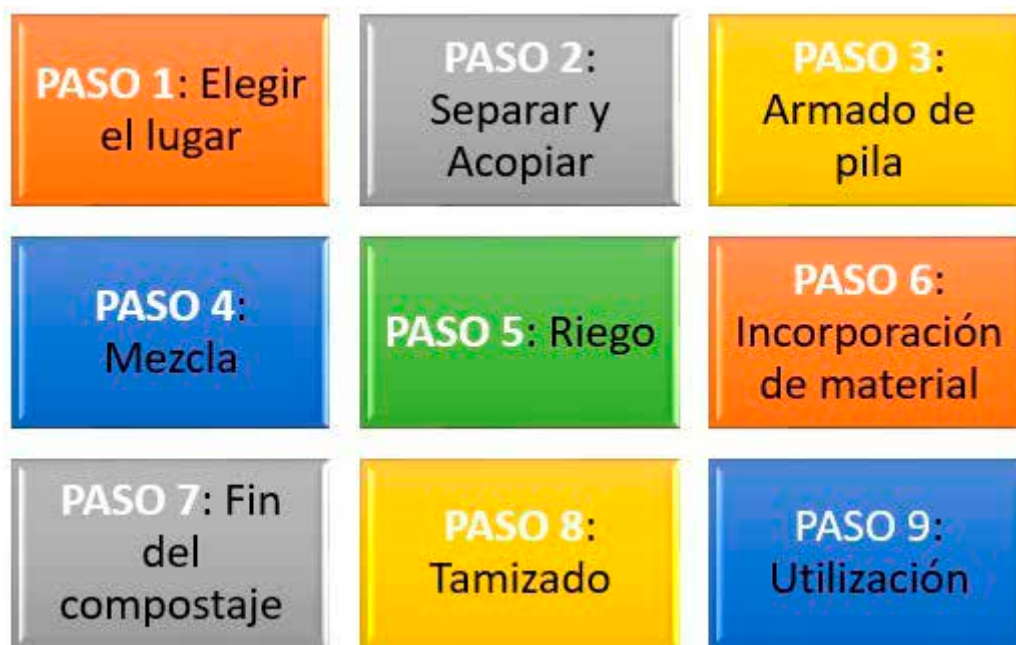 PASO 1: Elegir
el lugar
PASO 2:
Separar y
Acopiar
PASO 3:
Armado de
pila
PASO 4:
Mezcla
PASO 5: Riego
PASO 6:
Incorporación
de material
PASO 7: Fin
del
compostaje
PASO 8:
Tamizado
PASO 9:
Utilización